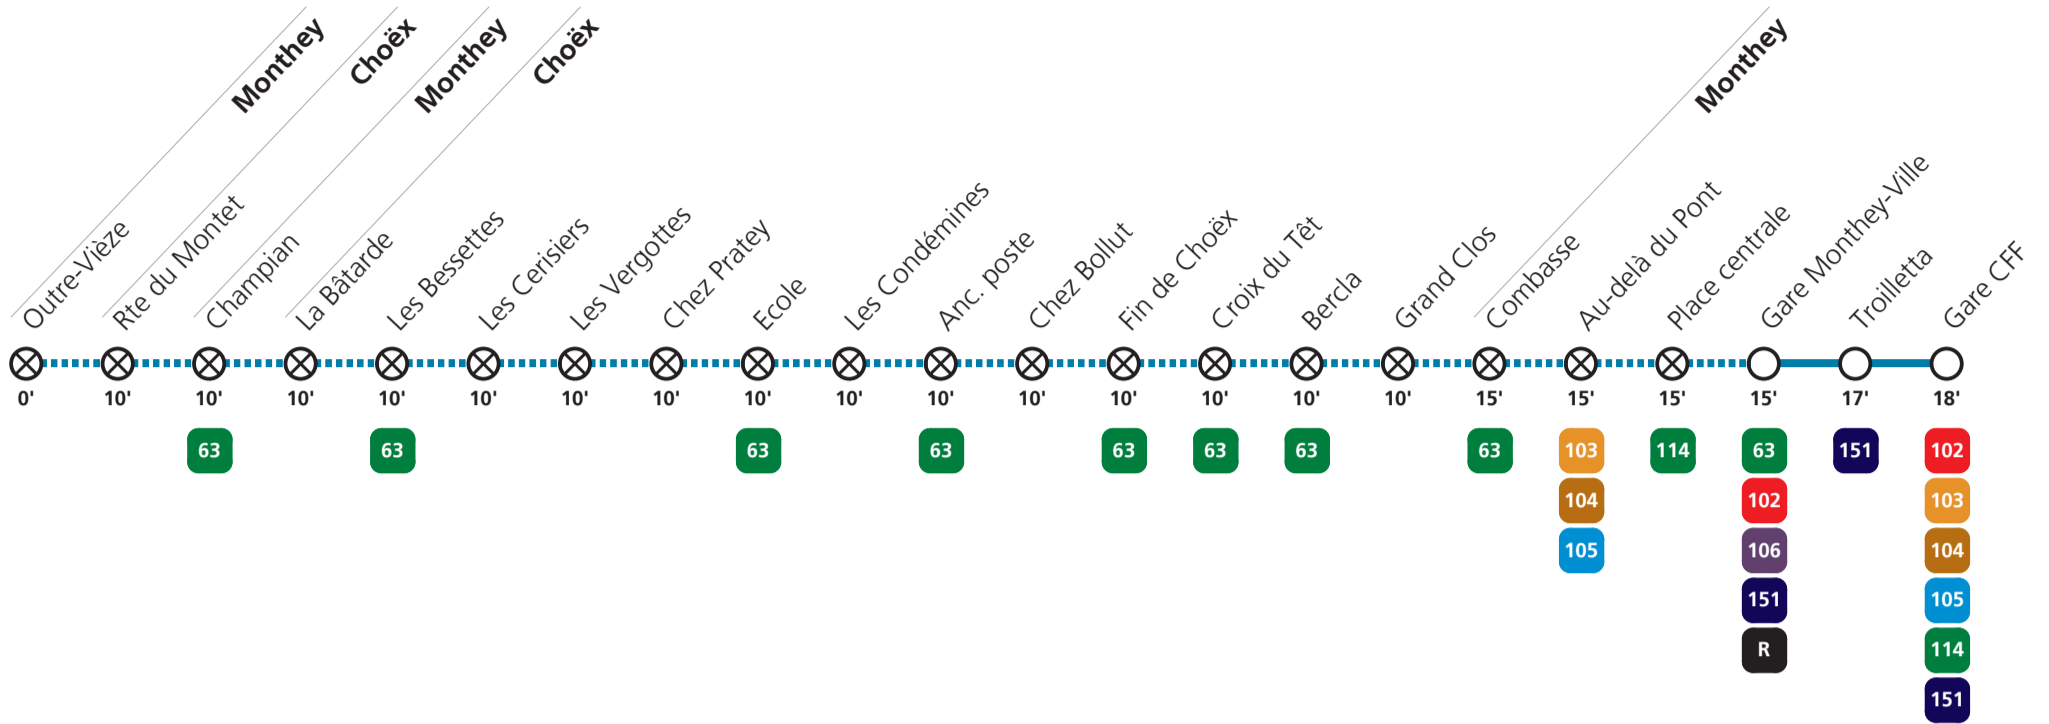 Monthey
Choëx
Monthey
Choëx
Monthey
Outre-Vièze
Rte du Montet
Champian
La Bâtarde
Les Bessettes
Les Cerisiers
Les Vergottes
Chez Pratey
Ecole
Les Condémines
Anc. poste
Chez Bollut
Fin de Choëx
Croix du Têt
Bercla
Grand Clos
Combasse
Au-delà du Pont
Place centrale
Gare Monthey-Ville
Troilletta
Gare CFF
0' 10' 10' 10' 10' 10' 10' 10' 10' 10' 10' 10' 10' 10' 10' 10' 15' 15' 15' 15' 17' 18'
63 63 63 63 63 63 63 63 103 114 63 151 102
104 102 103
105 106 104
151 105
R 114
151